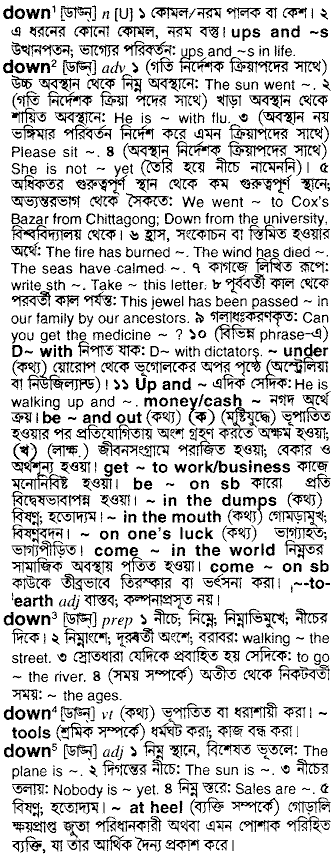 down¹ [ডাউন্] n [U] ১ কোমল/নরম পালক বা কেশ। ২
এ ধরনের কোনো কোমল, নরম বস্তু। ups and ~s
উত্থানপতন; ভাগ্যের পরিবর্তন: ups and ~s in life.
down² [ডাউন্] adv ১ (গতি নির্দেশক ক্রিয়াপদের সাথে)
উচ্চ অবস্থান থেকে নিম্ন অবস্থানে: The sun went ~. ২
(গতি নির্দেশক ক্রিয়া পদের সাথে) খাড়া অবস্থান থেকে
শায়িত অবস্থানে: He is ~ with flu. ৩ (অবস্থান নয়
ভঙ্গিমার পরিবর্তন নির্দেশ করে এমন ক্রিয়াপদের সাথে)
Please sit ~. ৪ (অবস্থান নির্দেশক ক্রিয়াপদের সাথে)
She is not ~ yet (তৈরি হয়ে নীচে নামেননি)। ৫
অধিকতর গুরুত্বপূর্ণ স্থান থেকে কম গুরুত্বপূর্ণ স্থানে;
অভ্যন্তরভাগ থেকে সৈকতে: We went ~ to Cox's
Bazar from Chittagong; Down from the university,
বিশ্ববিদ্যালয় থেকে। ৬ হ্রাস, সংকোচন বা স্তিমিত হওয়ার
অর্থে: The fire has burned ~. The wind has died ~.
The seas have calmed ~. ৭ কাগজে লিখিত রূপে:
write sth ~. Take ~ this letter. ৮ পূর্ববর্তী কাল থেকে
পরবর্তী কাল পর্যন্ত: This jewel has been passed ~ in
our family by our ancestors. ৯ গলাধঃকরণকৃত: Can
you get the medicine ~ ? ১০ (বিভিন্ন phrase-এ)
D~ with নিপাত যাক: D~ with dictators. ~ under
(কথ্য) য়োরোপ থেকে ভূগোলকের অপর পৃষ্ঠে (অস্ট্রেলিয়া
বা নিউজিল্যান্ড)। ১১ Up and ~ এদিক সেদিক: He is
walking up and ~. money/cash ~ নগদ অর্থে
ক্রয়। be ~ and out (কথ্য) (ক) (মুষ্টিযুদ্ধে) ভূপাতিত
হওয়ার পর প্রতিযোগিতায় অংশ গ্রহণ করতে অক্ষম হওয়া;
(খ) (লাক্ষ.) জীবনসংগ্রামে পরাজিত হওয়া; বেকার ও
অর্থশূন্য হওয়া। get ~ to work/business কাজে
মনোনিবিষ্ট হওয়া। be ~ on sb কারো প্রতি
বিদ্বেষভাবাপন্ন হওয়া। ~ in the dumps (কথ্য)
বিষণ্ণ; হতোদ্যম। ~ in the mouth (কথ্য) গোমড়ামুখ;
বিষণ্ণবদন। ~ on one's luck (কথ্য) ভাগ্যাহত;
ভাগ্যপীড়িত। come ~ in the world নিম্নতর
সামাজিক অবস্থায় পতিত হওয়া। come ~ on sb
কাউকে তীব্রভাবে তিরস্কার বা ভর্ৎসনা করা। ,~-to-
'earth adj বাস্তব; কল্পনাপ্রসূত নয়।
down³ [ডাউন্] prep ১ নীচে; নিম্নে; নিম্নাভিমুখে; নীচের
দিকে। ২ নিম্নাংশে; দূরবর্তী অংশে; বরাবর: walking ~ the
street. ৩ স্রোতধারা যেদিকে প্রবাহিত হয় সেদিকে: to go
~ the river. ৪ (সময় সম্পর্কে) অতীত থেকে নিকটবর্তী
সময়: ~ the ages.
down⁴ [ডাউন্] vt (কথ্য) ভূপাতিত বা ধরাশায়ী করা। ~
tools (শ্রমিক সম্পর্কে) ধর্মঘট করা; কাজ বন্ধ করা।
down⁵ [ডাউন্] adj ১ নিম্ন স্থানে, বিশেষত ভূতলে: The
plane is ~. ২ দিগন্তের নীচে: The sun is ~. ৩ নীচের
তলায়: Nobody is ~ yet. ৪ নিম্ন স্তরে: Sales are ~. ৫
বিষণ্ণ, হতোদ্যম। ~ at heel (ব্যক্তি সম্পর্কে) গোড়ালি
ক্ষয়প্রাপ্ত জুতা পরিধানকারী অথবা এমন পোশাক পরিহিত
ব্যক্তি, যা তাঁর আর্থিক দৈন্য প্রকাশ করে।